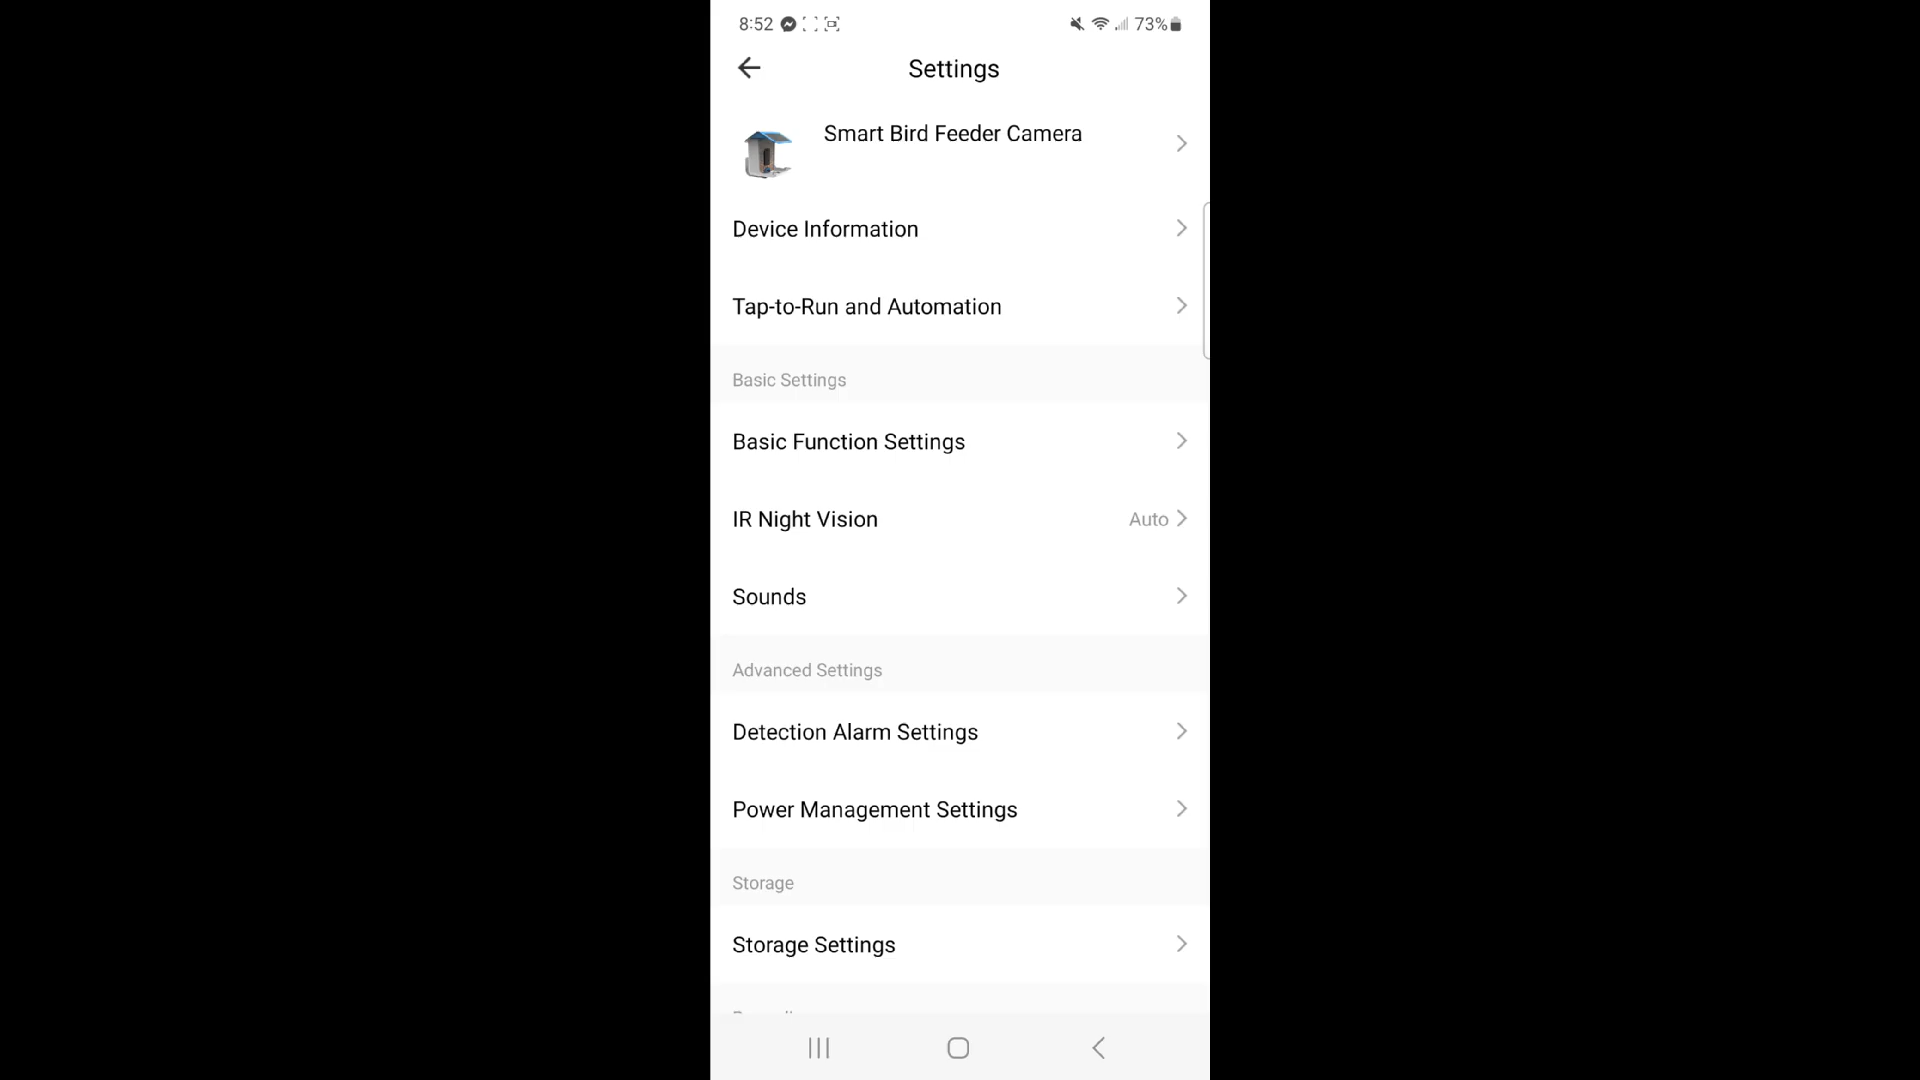 8:52 73%
Settings
Smart Bird Feeder Camera
Device Information
Tap-to-Run and Automation
Basic Settings
Basic Function Settings
IR Night Vision Auto
Sounds
Advanced Settings
Detection Alarm Settings
Power Management Settings
Storage
Storage Settings